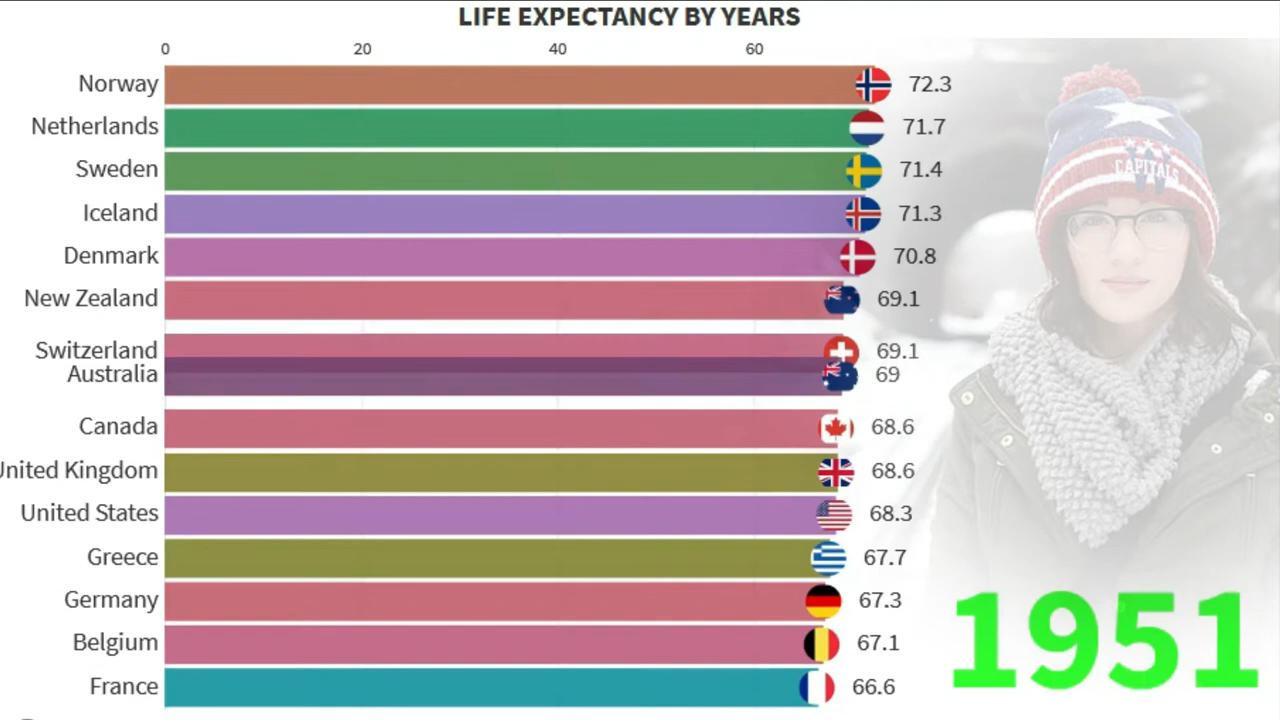 LIFE EXPECTANCY BY YEARS
0 20 40 60
Norway 72.3
Netherlands 71.7
Sweden 71.4
Iceland 71.3
Denmark 70.8
New Zealand 69.1
Switzerland 69.1
Australia 69
Canada 68.6
United Kingdom 68.6
United States 68.3
Greece 67.7
Germany 67.3
Belgium 67.1
France 66.6
CAPITALS
1951